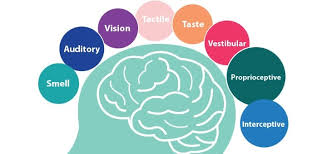 Smell
Auditory
Vision
Tactile
Taste
Vestibular
Proprioceptive
Interceptive